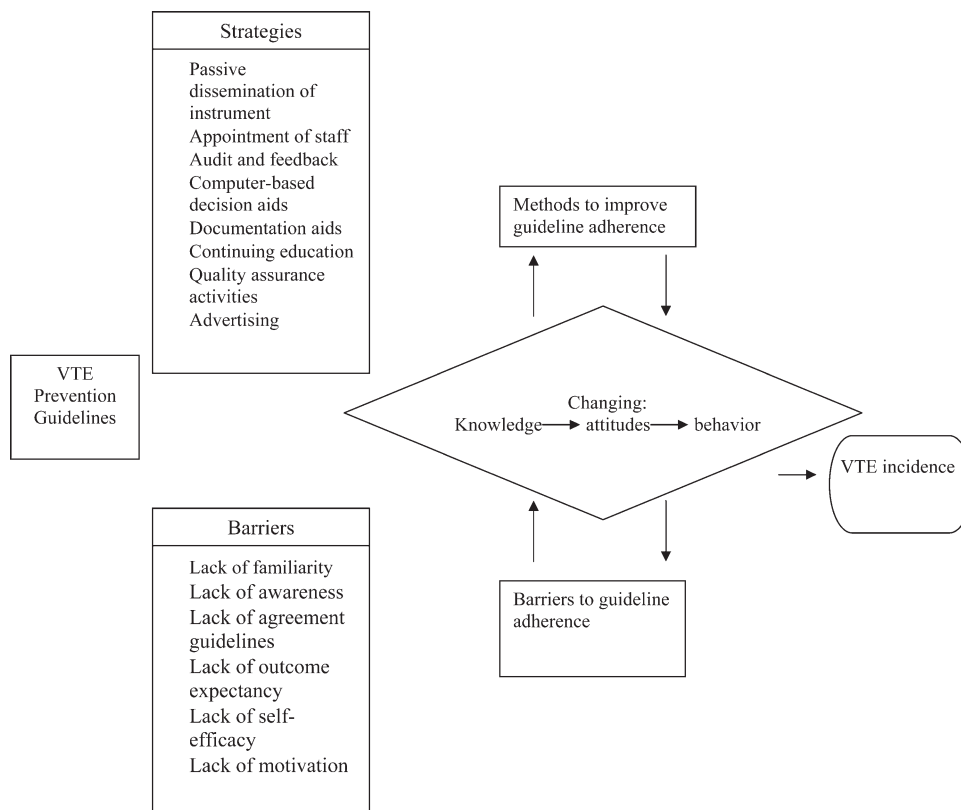 Strategies
Passive
dissemination of
instrument
Appointment of staff
Audit and feedback
Computer-based
decision aids
Documentation aids
Continuing education
Quality assurance
activities
Advertising
VTE
Prevention
Guidelines
Barriers
Lack of familiarity
Lack of awareness
Lack of agreement
guidelines
Lack of outcome
expectancy
Lack of self-
efficacy
Lack of motivation
Methods to improve
guideline adherence
Changing:
Knowledge attitudes behavior
Barriers to guideline
adherence
VTE incidence